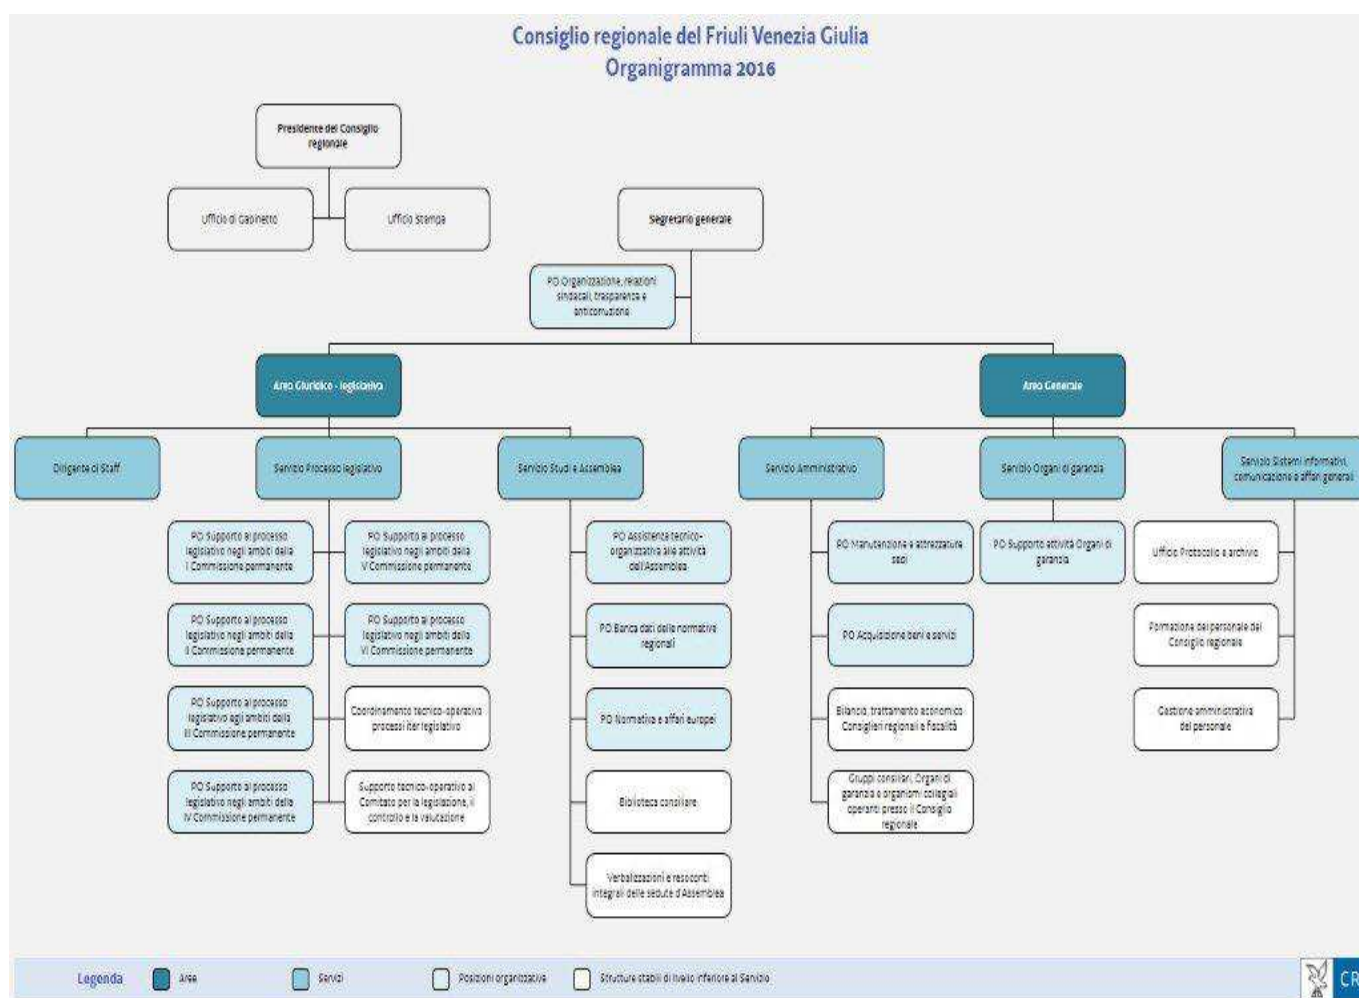 Consiglio regionale del Friuli Venezia Giulia
Organigramma 2016
Presidente del Consiglio
regionale
Ufficio di Gabinetto
Ufficio Stampa
Segretario generale
PO Organizzazione, relazioni
sindacali, trasparenza e
anticorruzione
Area Giuridico - legislativa
Area Generale
Dirigente di Staff
Servizio Processo legislativo
Servizio Studi e Assemblea
Servizio Amministrativo
Servizio Organi di garanzia
Servizio Sistemi informativi,
comunicazione e affari generali
PO Supporto al processo
legislativo negli ambiti della
I Commissione permanente
PO Supporto al processo
legislativo negli ambiti della
V Commissione permanente
PO Supporto al processo
legislativo negli ambiti della
II Commissione permanente
PO Supporto al processo
legislativo negli ambiti della
VI Commissione permanente
PO Supporto al processo
legislativo egli ambiti della
III Commissione permanente
Coordinamento tecnico-operativo
processi iter legislativo
PO Supporto al processo
legislativo negli ambiti della
IV Commissione permanente
Supporto tecnico-operativo al
Comitato per la legislazione, il
controllo e la valutazione
PO Assistenza tecnico-
organizzativa alle attività
dell'Assemblea
PO Banca dati delle normative
regionali
PO Normativa e affari europei
Biblioteca consiliare
Verbalizzazioni e resoconti
integrali delle sedute d'Assemblea
PO Manutenzione e attrezzature
sedi
PO Acquisizione beni e servizi
Bilancio, trattamento economico
Consiglieri regionali e fiscalità
Gruppi consiliari, Organi di
garanzia e organismi collegiali
operanti presso il Consiglio
regionale
PO Supporto attività Organi di
garanzia
Ufficio Protocollo e archivio
Formazione del personale del
Consiglio regionale
Gestione amministrativa
del personale
Legenda
Aree
Servizi
Posizioni organizzative
Strutture stabili di livello inferiore al Servizio
CR